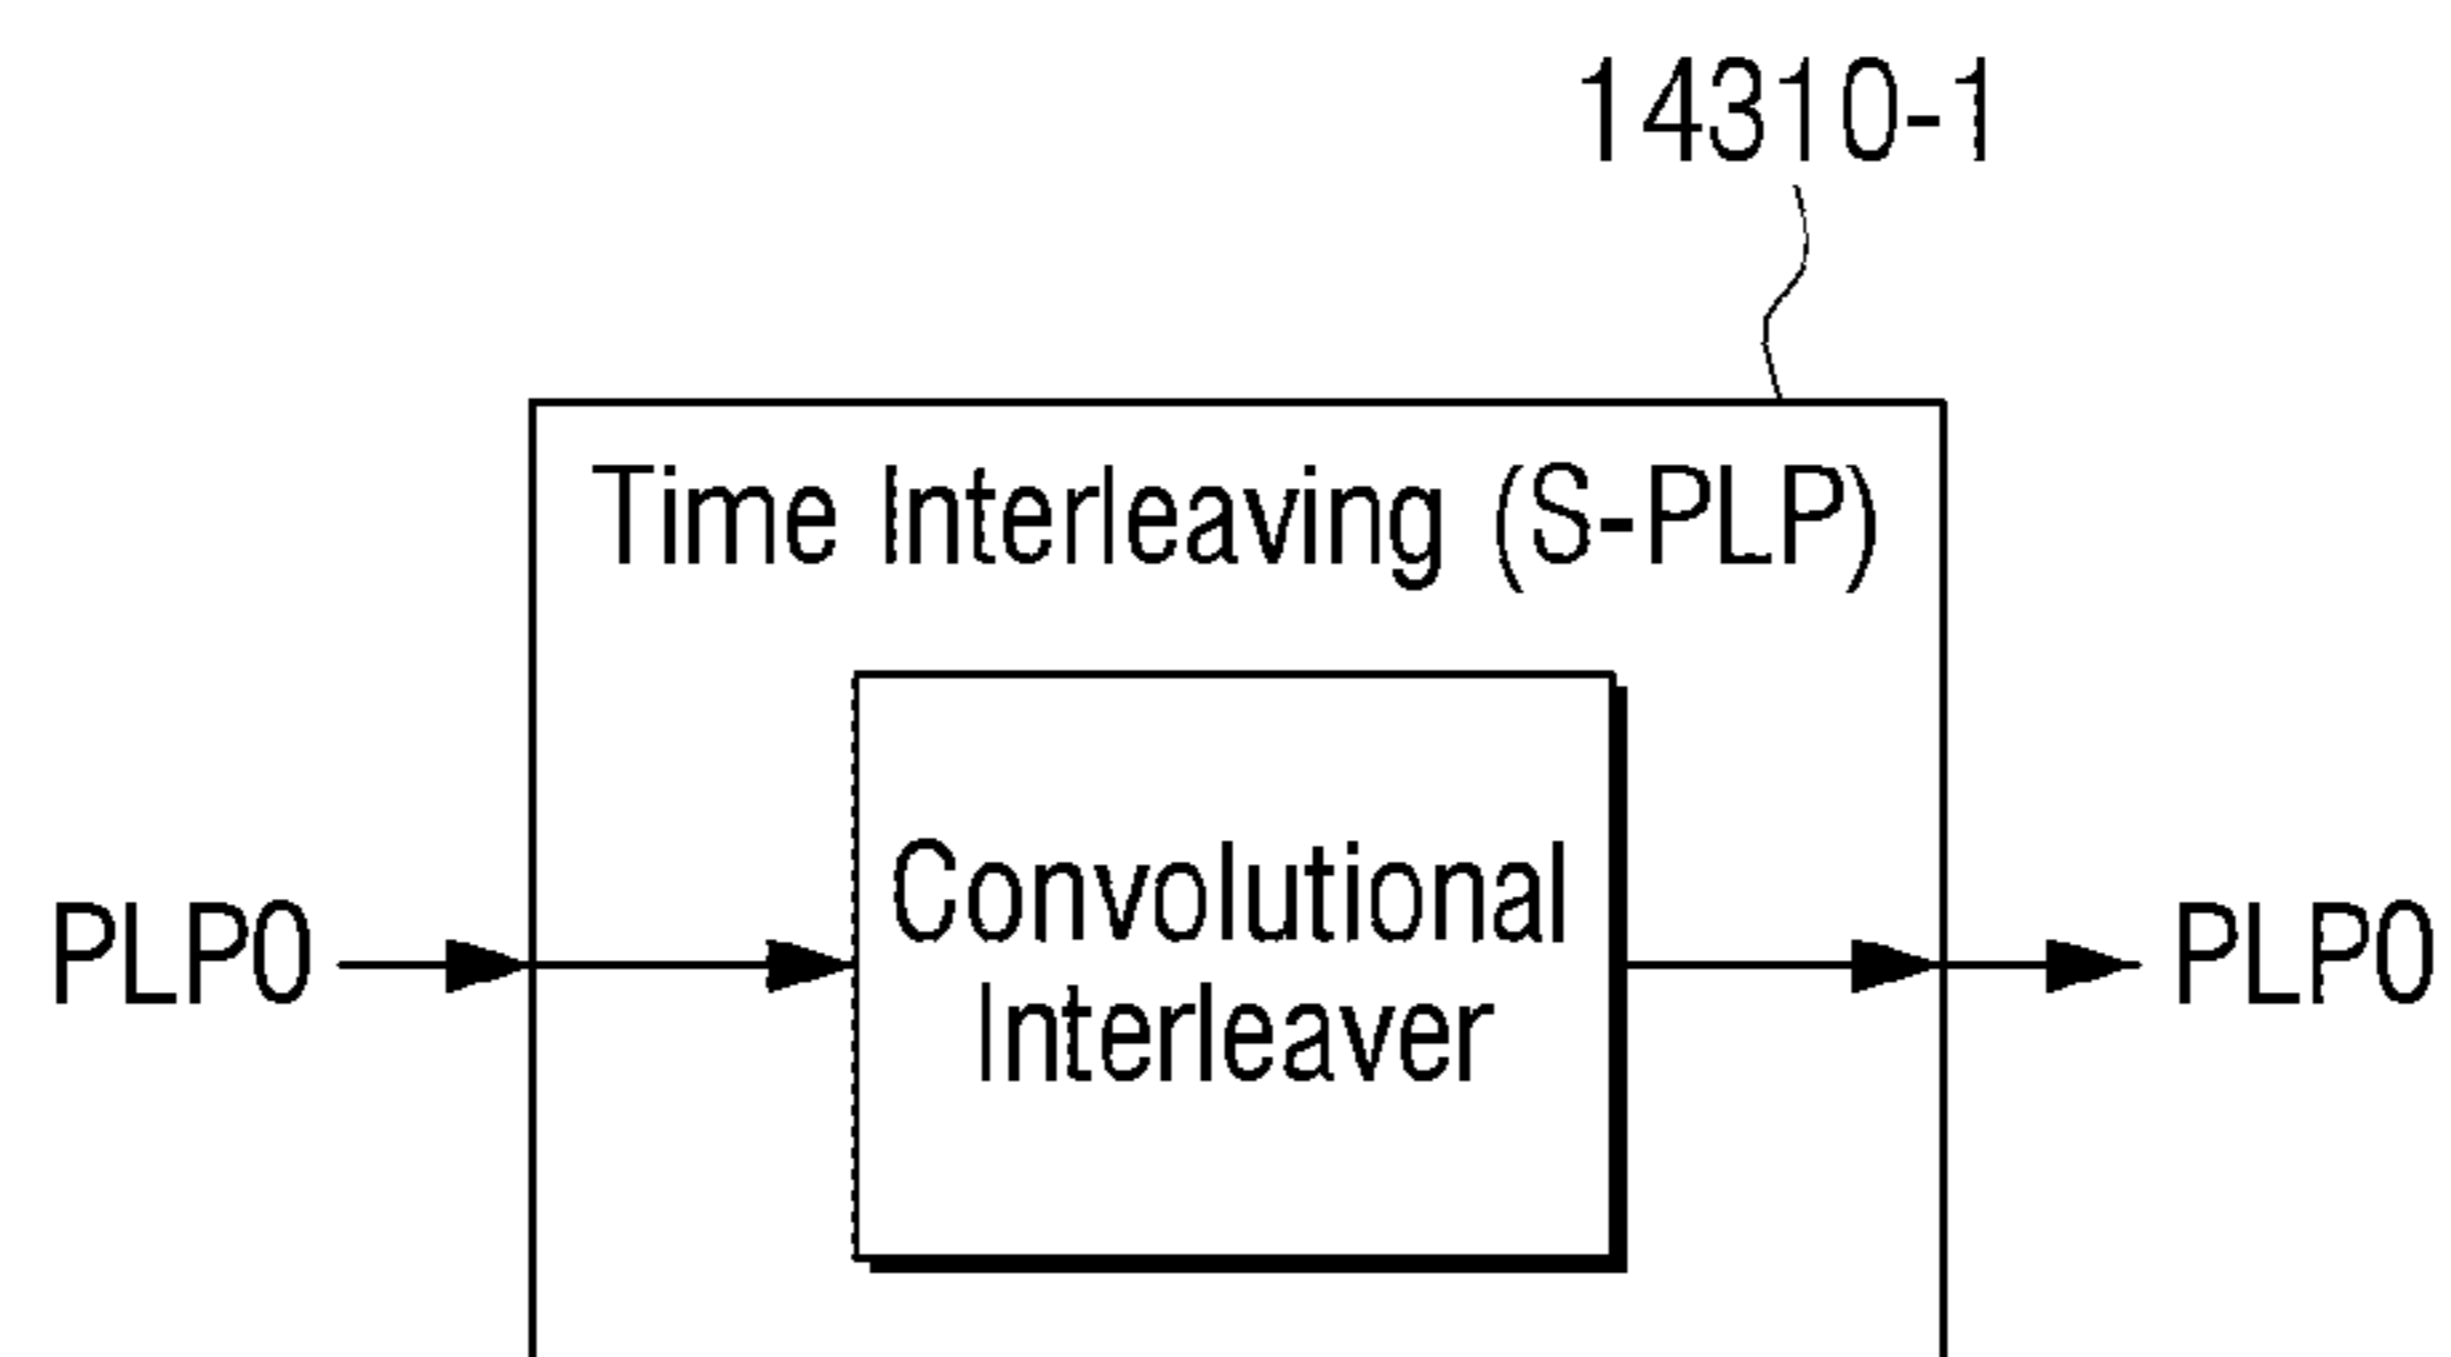 14310-1
Time Interleaving (S-PLP)
Convolutional
Interleaver
PLP0
PLP0